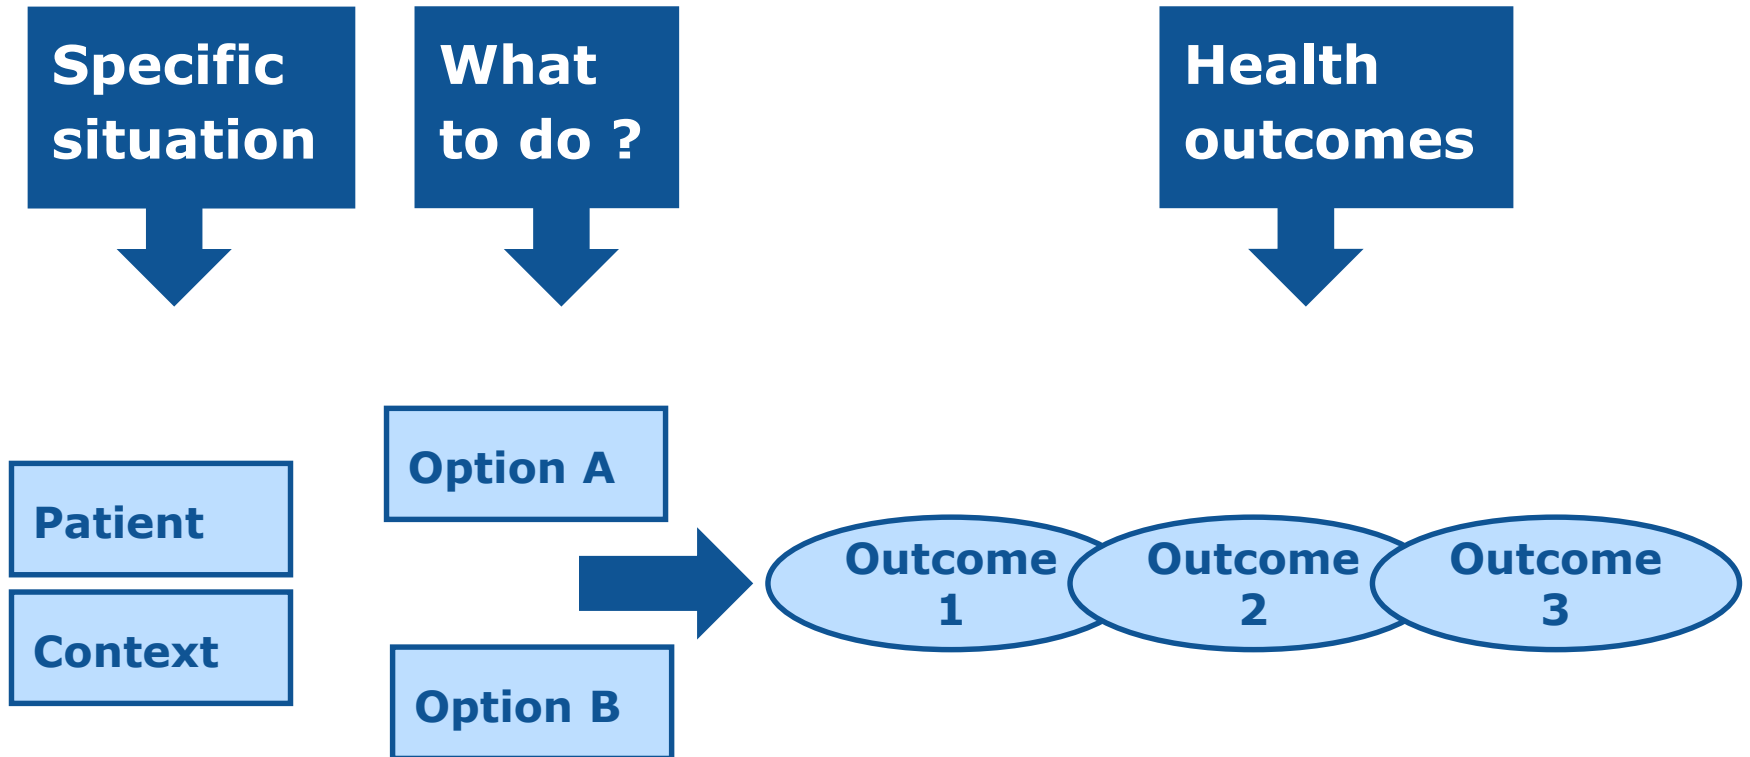 Specific
situation
What
to do ?
Health
outcomes
Patient
Context
Option A
Option B
Outcome
1
Outcome
2
Outcome
3